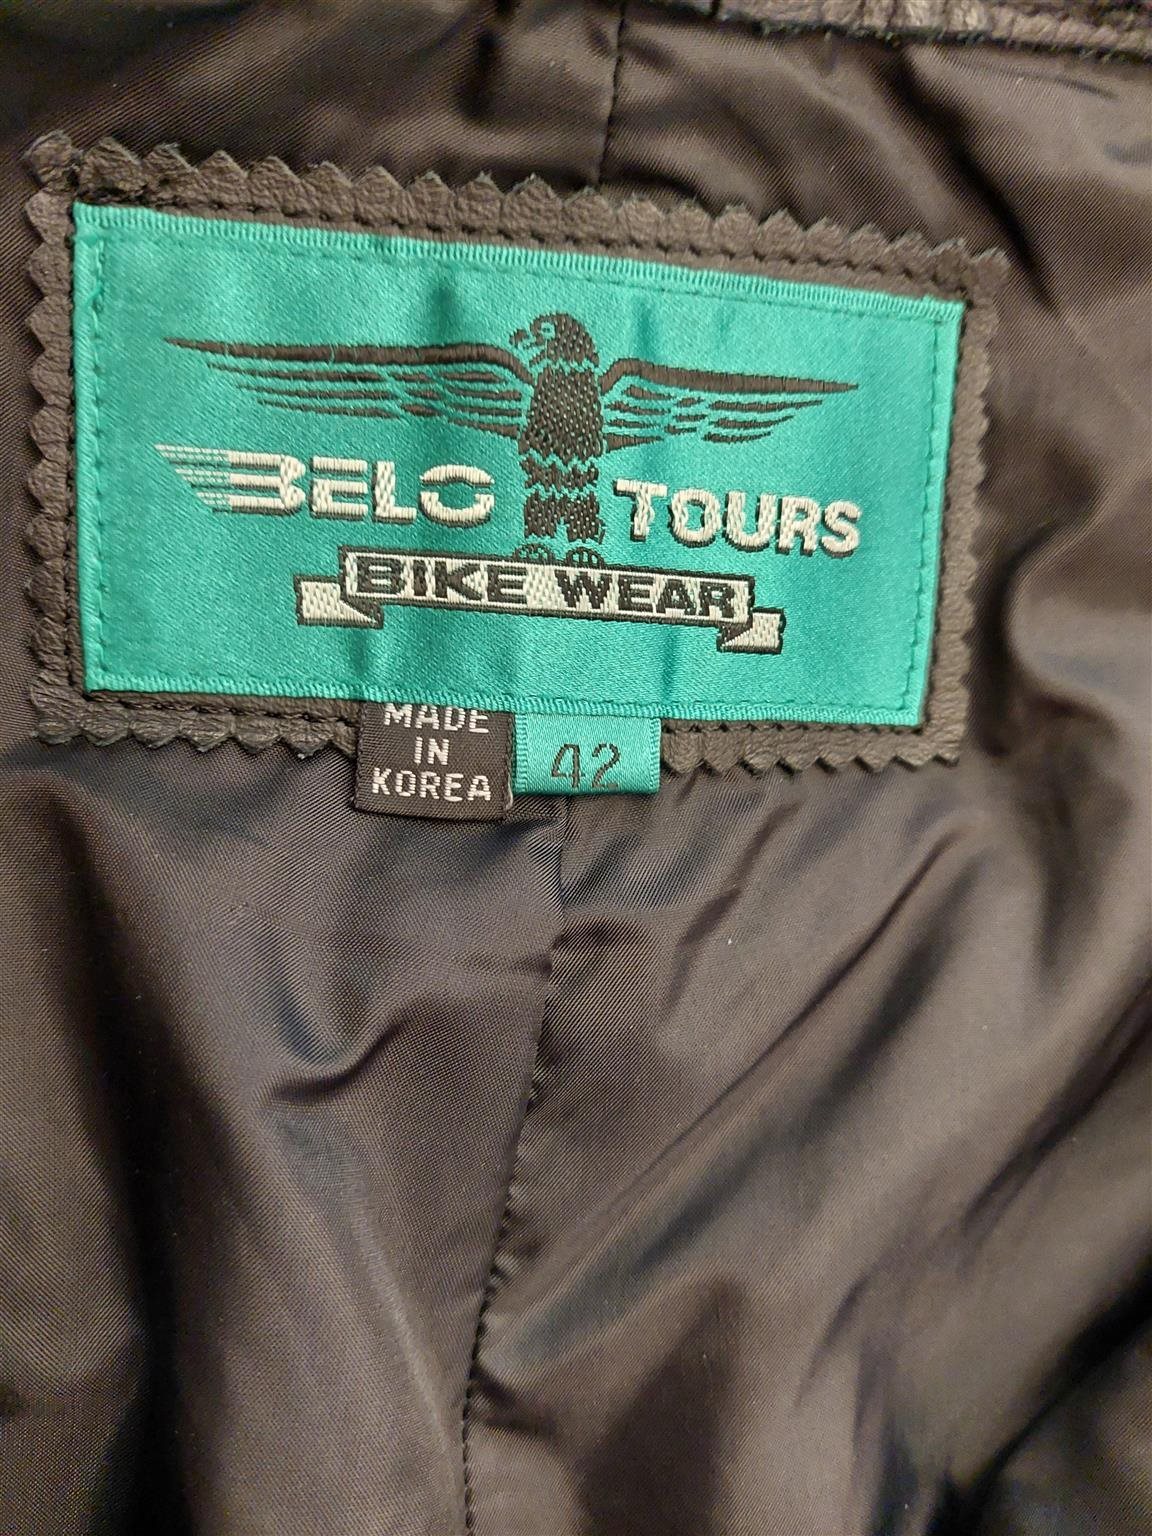 BELO TOURS
BIKE WEAR
MADE
IN
KOREA
42